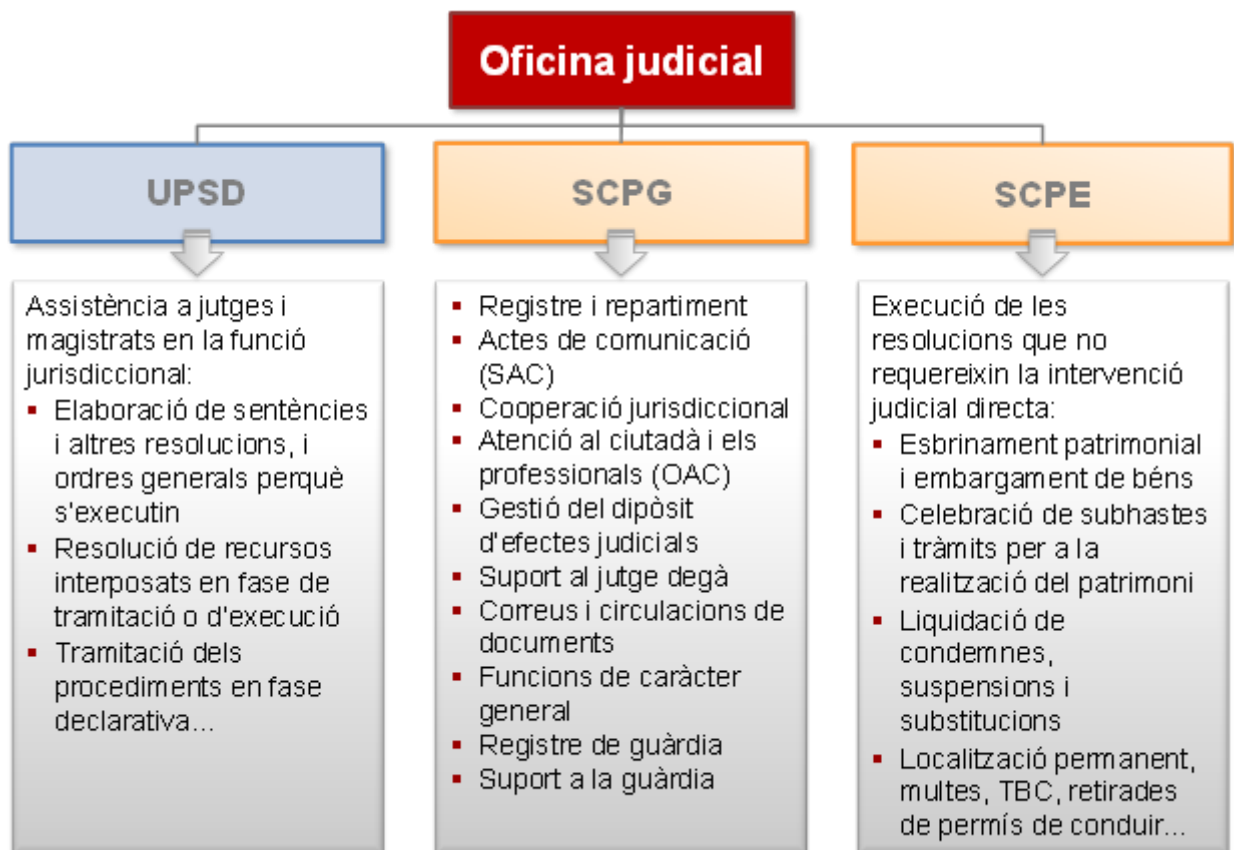 Oficina judicial
UPSD
Assistència a jutges i
magistrats en la funció
jurisdiccional:
▪ Elaboració de sentències
i altres resolucions, i
ordres generals perquè
s'executin
▪ Resolució de recursos
interposats en fase de
tramitació o d'execució
▪ Tramitació dels
procediments en fase
declarativa...
SCPG
▪ Registre i repartiment
▪ Actes de comunicació
(SAC)
▪ Cooperació jurisdiccional
▪ Atenció al ciutadà i els
professionals (OAC)
▪ Gestió del dipòsit
d'efectes judicials
▪ Suport al jutge degà
▪ Correus i circulacions de
documents
▪ Funcions de caràcter
general
▪ Registre de guàrdia
▪ Suport a la guàrdia
SCPE
Execució de les
resolucions que no
requereixin la intervenció
judicial directa:
▪ Esbrinament patrimonial
i embargament de béns
▪ Celebració de subhastes
i tràmits per a la
realització del patrimoni
▪ Liquidació de
condemnes,
suspensions i
substitucions
▪ Localització permanent,
multes, TBC, retirades
de permís de conduir...